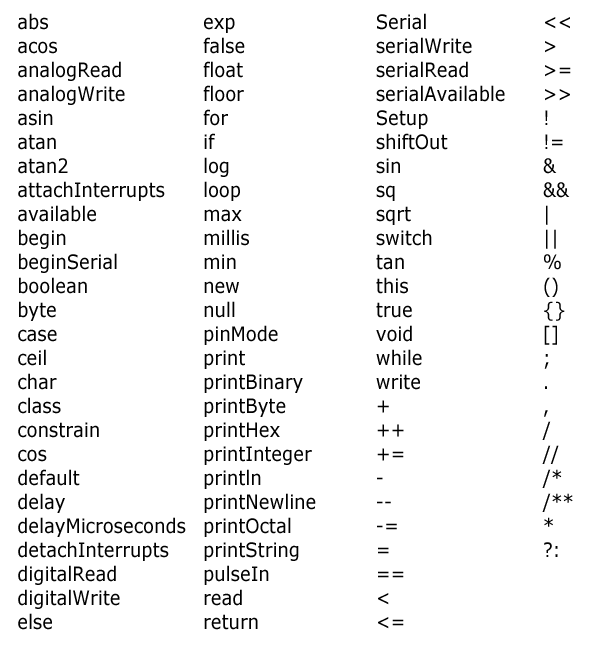 abs
acos
analogRead
analogWrite
asin
atan
atan2
attachInterrupts
available
begin
beginSerial
boolean
byte
case
ceil
char
class
constrain
cos
default
delay
delayMicroseconds
detachInterrupts
digitalRead
digitalWrite
else
exp
false
float
floor
for
if
log
loop
max
millis
min
new
null
pinMode
print
printBinary
printByte
printHex
printInteger
println
printNewline
printOctal
printString
pulseIn
read
return
Serial
serialWrite
serialRead
serialAvailable
Setup
shiftOut
sin
sq
sqrt
switch
tan
this
true
void
while
write
+
++
+=
-
--
-=
=
==
<
<=
<<
>
>=
>>
!
!=
&
&&
|
||
%
()
{}
[]
;
.
,
/
//
/*
/**
*
?: